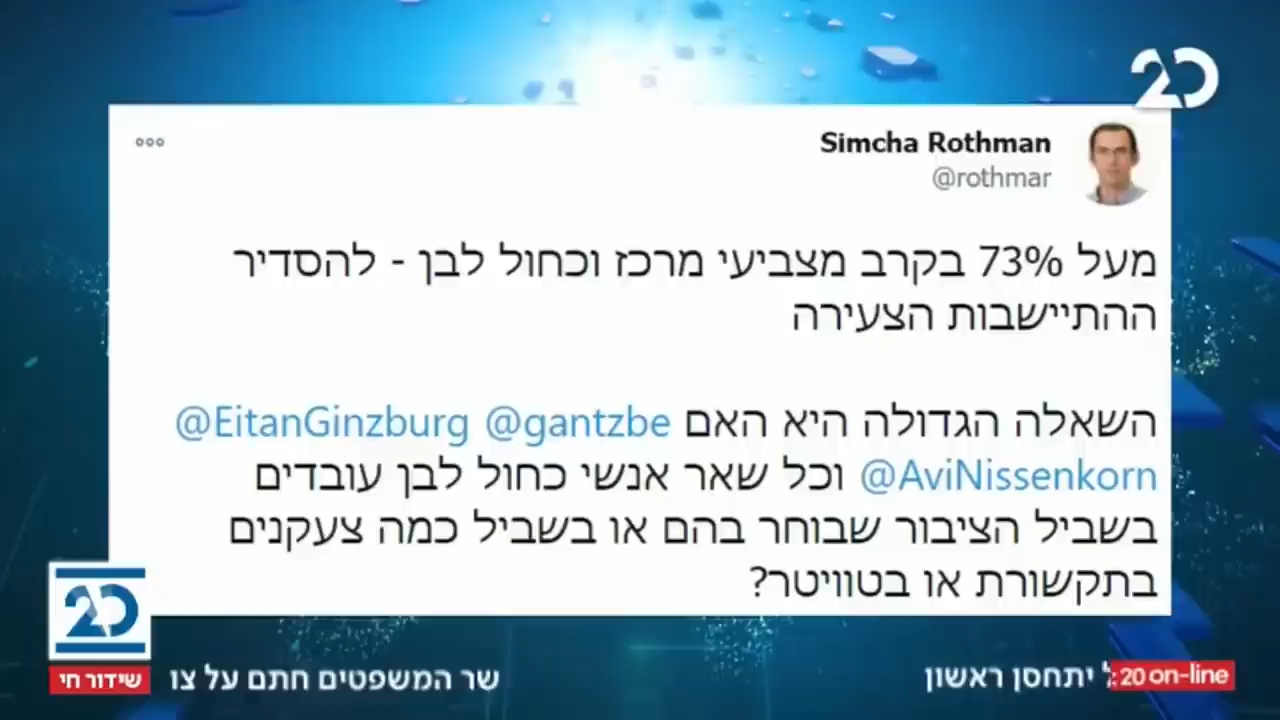 20
Simcha Rothman
@rothmar
מעל 73% בקרב מצביעי מרכז וכחול לבן - להסדיר
ההתיישבות הצעירה
השאלה הגדולה היא האם @EitanGinzburg @gantzbe
@AviNissenkorn וכל שאר אנשי כחול לבן עובדים
בשביל הציבור שבוחר בהם או בשביל כמה צעקנים
בתקשורת או בטוויטר?
20
שידור חי
20 on-line
יתחסן ראשון
שר המשפטים חתם על צו